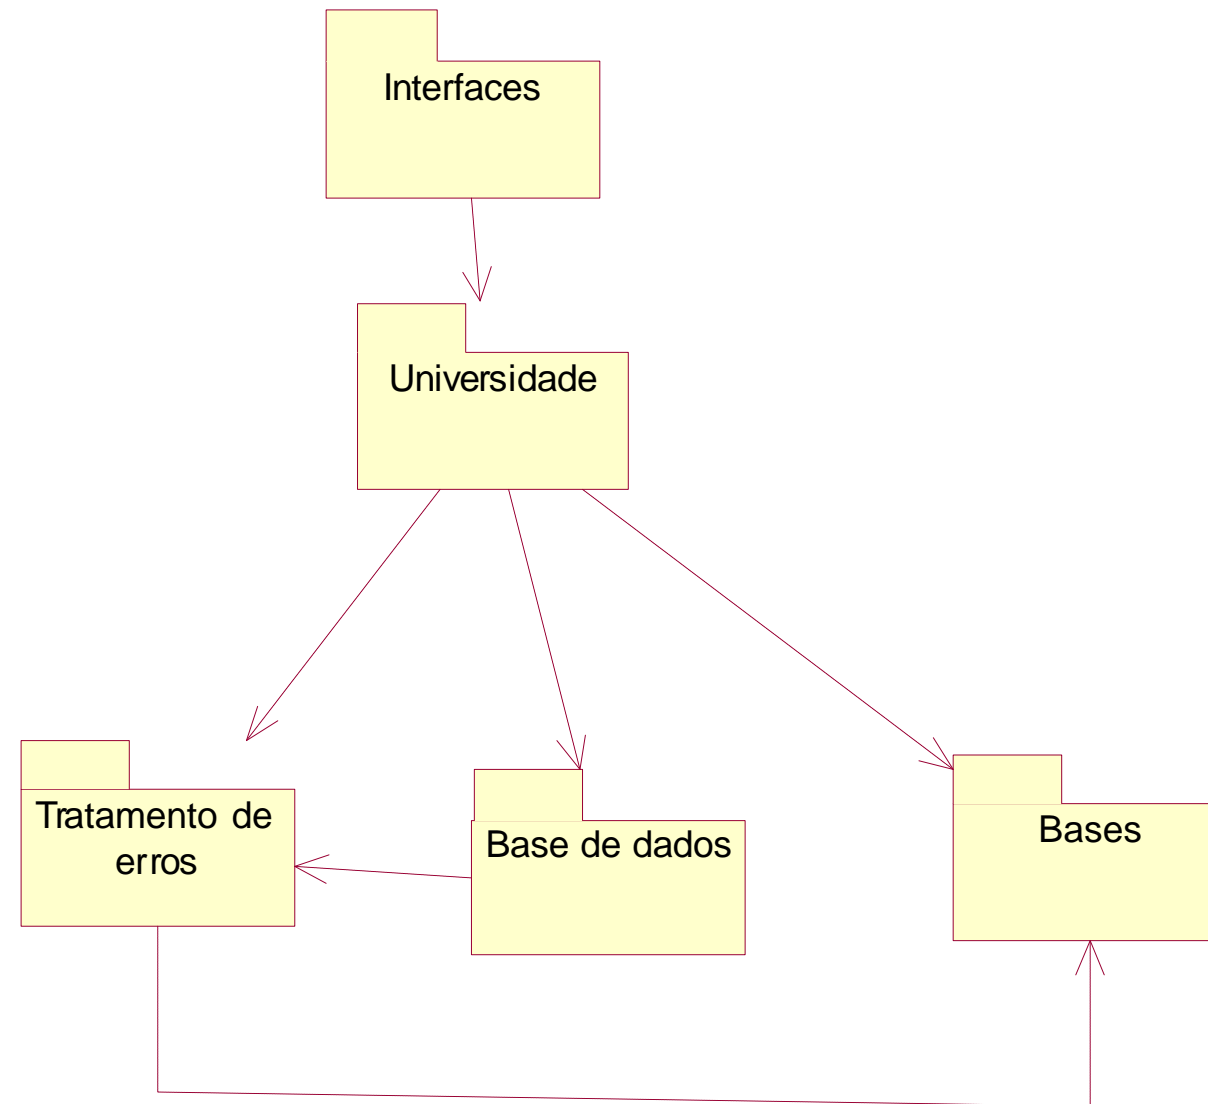 Interfaces
Universidade
Tratamento de
erros
Base de dados
Bases